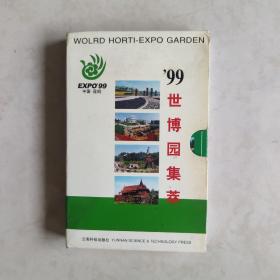 WOLRD HORTI-EXPO GARDEN
EXPO'99
中国·昆明
'99
世博园集萃
云南科技出版社 YUNNAN SCIENCE & TECHNOLOGY PRESS